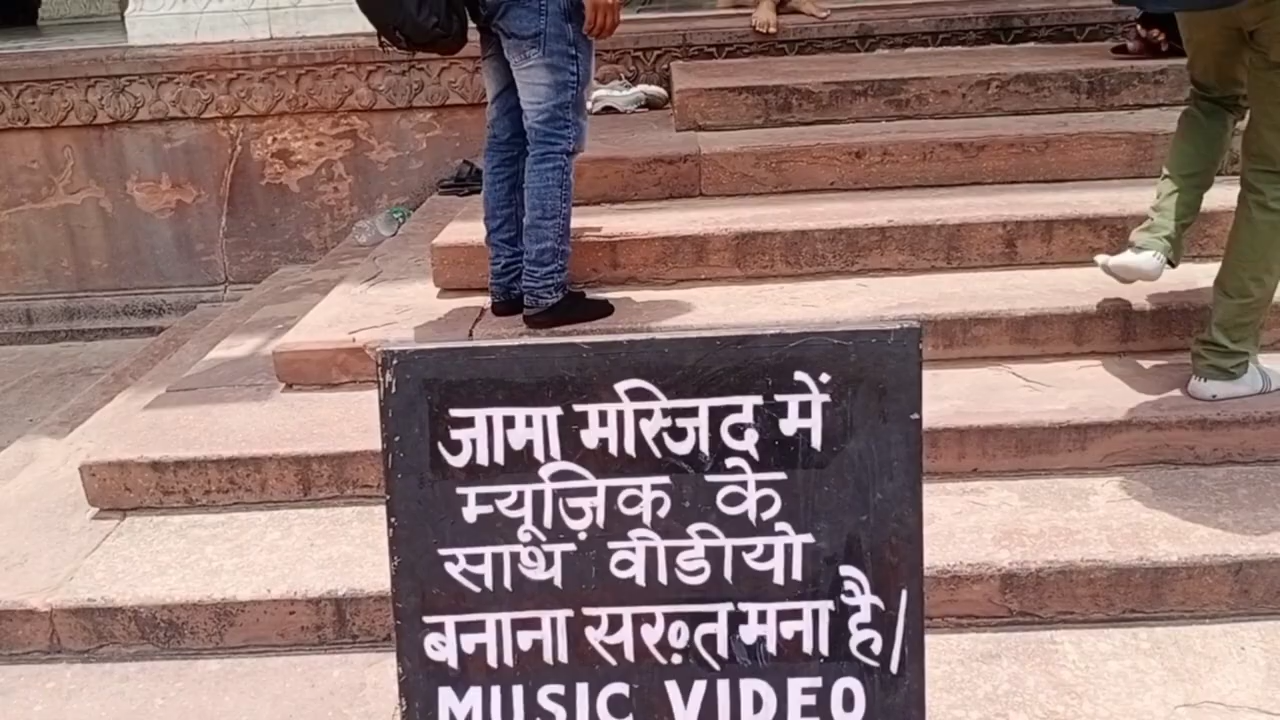 जामा मस्जिद में
म्यूज़िक के
साथ वीडीयो
बनाना सख़्त मना है।
MUSIC VIDEO